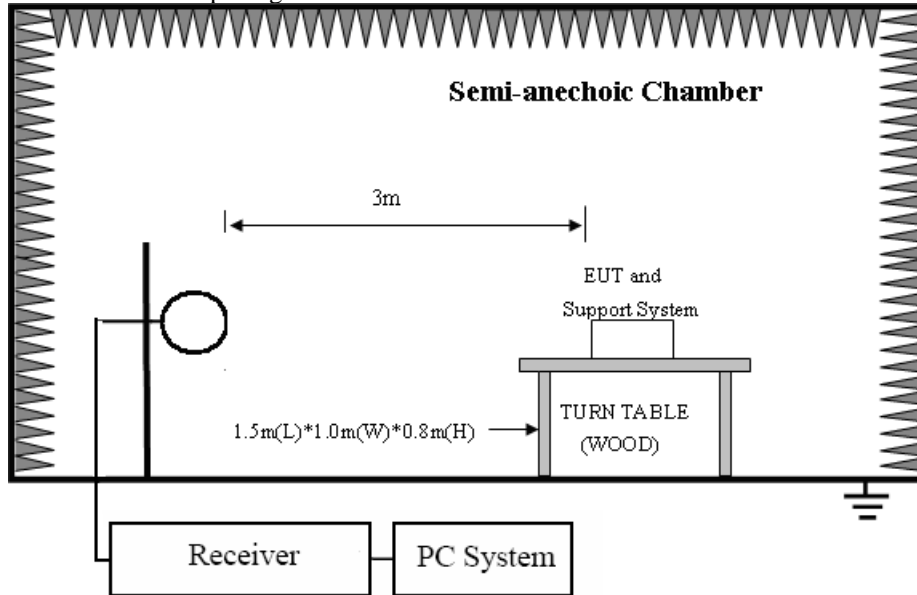 Semi-anechoic Chamber
3m
EUT and
Support System
1.5m(L)*1.0m(W)*0.8m(H)
TURN TABLE
(WOOD)
Receiver
PC System